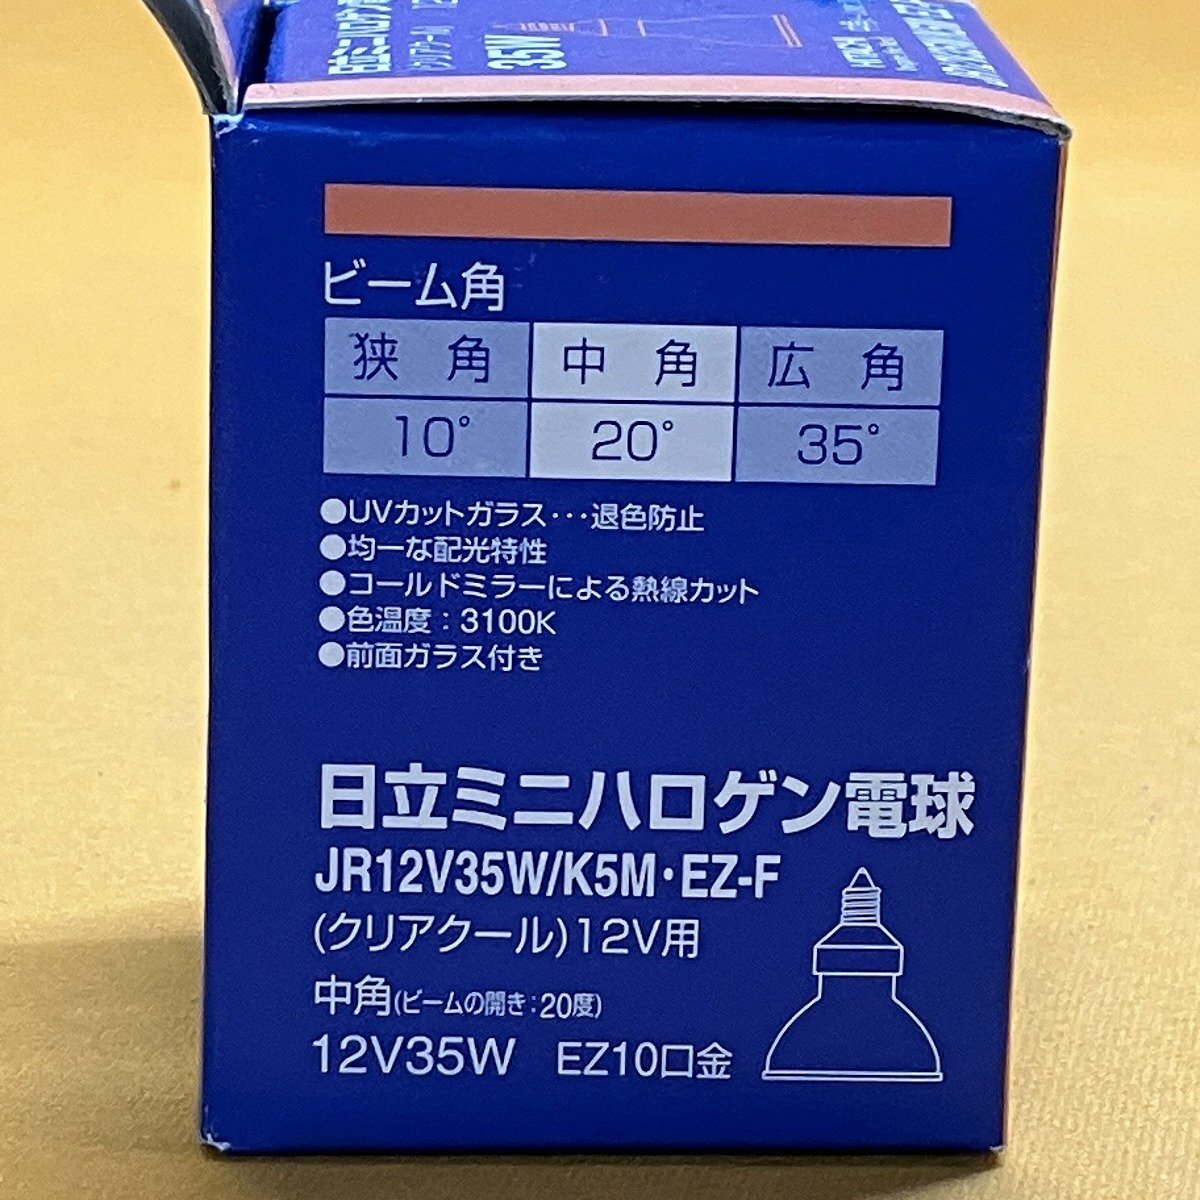 35W
ビーム角
狭角 中角 広角
10° 20° 35°
●UVカットガラス・・・退色防止
●均一な配光特性
●コールドミラーによる熱線カット
●色温度：3100K
●前面ガラス付き
日立ミニハロゲン電球
JR12V35W/K5M・EZ-F
(クリアクール)12V用
中角(ビームの開き：20度)
12V35W EZ10口金